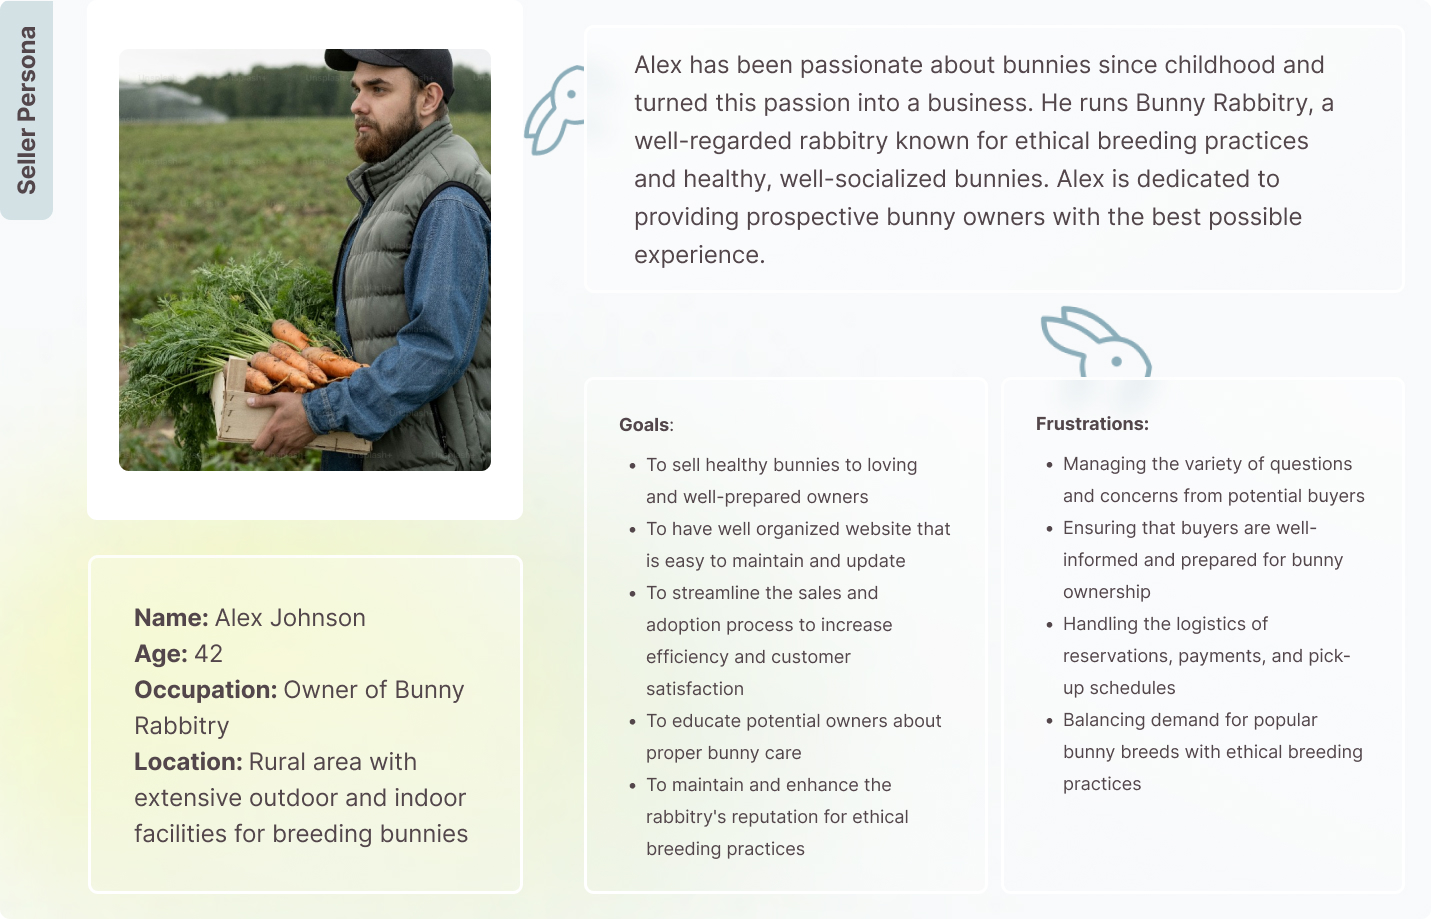 Seller Persona
Alex has been passionate about bunnies since childhood and
turned this passion into a business. He runs Bunny Rabbitry, a
well-regarded rabbitry known for ethical breeding practices
and healthy, well-socialized bunnies. Alex is dedicated to
providing prospective bunny owners with the best possible
experience.
Name: Alex Johnson
Age: 42
Occupation: Owner of Bunny
Rabbitry
Location: Rural area with
extensive outdoor and indoor
facilities for breeding bunnies
Goals:
• To sell healthy bunnies to loving
and well-prepared owners
• To have well organized website that
is easy to maintain and update
• To streamline the sales and
adoption process to increase
efficiency and customer
satisfaction
• To educate potential owners about
proper bunny care
• To maintain and enhance the
rabbitry's reputation for ethical
breeding practices
Frustrations:
• Managing the variety of questions
and concerns from potential buyers
• Ensuring that buyers are well-
informed and prepared for bunny
ownership
• Handling the logistics of
reservations, payments, and pick-
up schedules
• Balancing demand for popular
bunny breeds with ethical breeding
practices